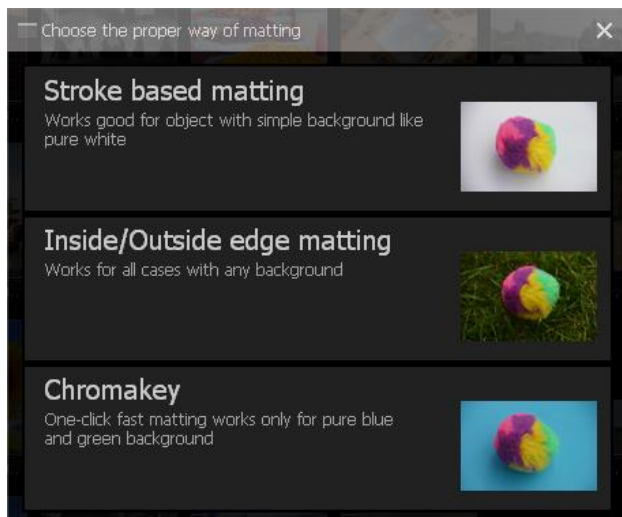 Choose the proper way of matting
Stroke based matting
Works good for object with simple background like
pure white
Inside/Outside edge matting
Works for all cases with any background
Chromakey
One-click fast matting works only for pure blue
and green background